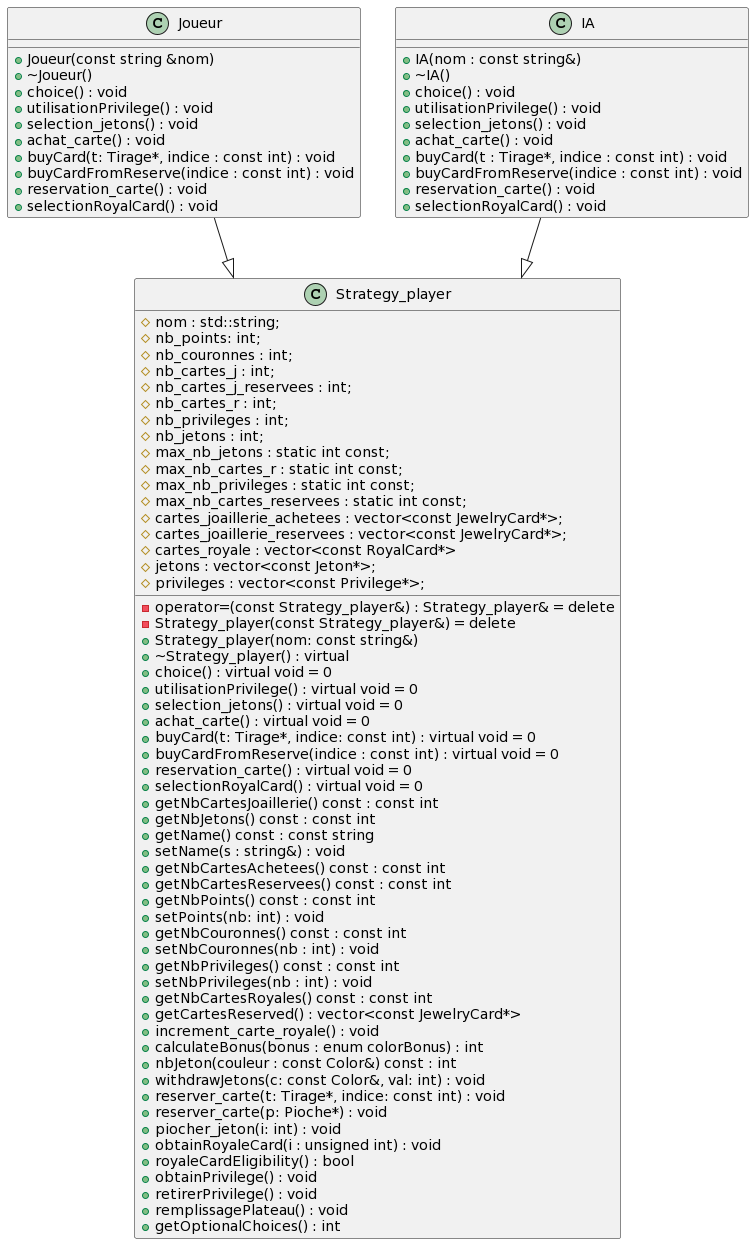 C Joueur
Joueur(const string &nom)
~Joueur()
choice() : void
utilisationPrivilege() : void
selection_jetons() : void
achat_carte() : void
buyCard(t: Tirage*, indice : const int) : void
buyCardFromReserve(indice : const int) : void
reservation_carte() : void
selectionRoyalCard() : void
C IA
IA(nom : const string&)
~IA()
choice() : void
utilisationPrivilege() : void
selection_jetons() : void
achat_carte() : void
buyCard(t : Tirage*, indice : const int) : void
buyCardFromReserve(indice : const int) : void
reservation_carte() : void
selectionRoyalCard() : void
C Strategy_player
nom : std::string;
nb_points: int;
nb_couronnes : int;
nb_cartes_j : int;
nb_cartes_j_reservees : int;
nb_cartes_r : int;
nb_privileges : int;
nb_jetons : int;
max_nb_jetons : static int const;
max_nb_cartes_r : static int const;
max_nb_privileges : static int const;
max_nb_cartes_reservees : static int const;
cartes_joaillerie_achetees : vector<const JewelryCard*>;
cartes_joaillerie_reservees : vector<const JewelryCard*>;
cartes_royale : vector<const RoyalCard*>
jetons : vector<const Jeton*>;
privileges : vector<const Privilege*>;
operator=(const Strategy_player&) : Strategy_player& = delete
Strategy_player(const Strategy_player&) = delete
Strategy_player(nom: const string&)
~Strategy_player() : virtual
choice() : virtual void = 0
utilisationPrivilege() : virtual void = 0
selection_jetons() : virtual void = 0
achat_carte() : virtual void = 0
buyCard(t: Tirage*, indice: const int) : virtual void = 0
buyCardFromReserve(indice : const int) : virtual void = 0
reservation_carte() : virtual void = 0
selectionRoyalCard() : virtual void = 0
getNbCartesJoaillerie() const : const int
getNbJetons() const : const int
getName() const : const string
setName(s : string&) : void
getNbCartesAchetees() const : const int
getNbCartesReservees() const : const int
getNbPoints() const : const int
setPoints(nb: int) : void
getNbCouronnes() const : const int
setNbCouronnes(nb : int) : void
getNbPrivileges() const : const int
setNbPrivileges(nb : int) : void
getNbCartesRoyales() const : const int
getCartesReserved() : vector<const JewelryCard*>
increment_carte_royale() : void
calculateBonus(bonus : enum colorBonus) : int
nbJeton(couleur : const Color&) const : int
withdrawJetons(c: const Color&, val: int) : void
reserver_carte(t: Tirage*, indice: const int) : void
reserver_carte(p: Pioche*) : void
piocher_jeton(i: int) : void
obtainRoyaleCard(i : unsigned int) : void
royaleCardEligibility() : bool
obtainPrivilege() : void
retirerPrivilege() : void
remplissagePlateau() : void
getOptionalChoices() : int